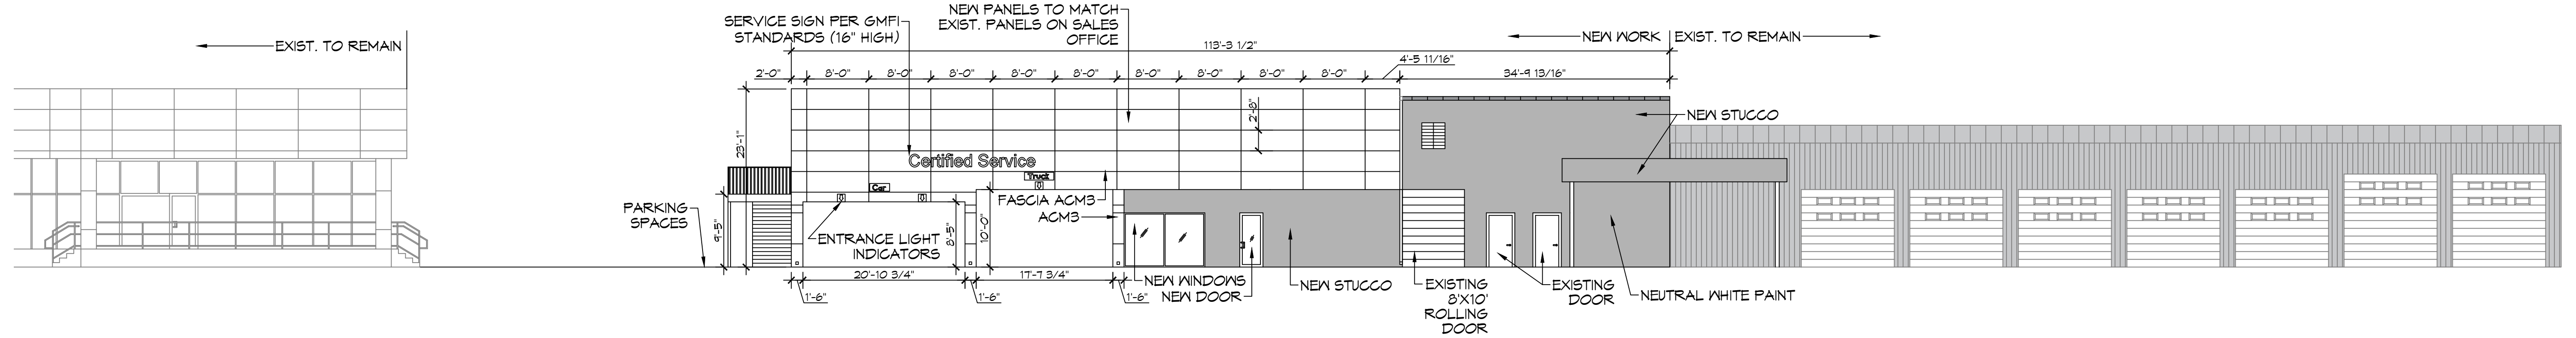 EXIST. TO REMAIN
SERVICE SIGN PER GMFI
STANDARDS (16" HIGH)
NEW PANELS TO MATCH
EXIST. PANELS ON SALES
OFFICE
NEW WORK
EXIST. TO REMAIN
113'-3 1/2"
2'-0"
8'-0"
8'-0"
8'-0"
8'-0"
8'-0"
8'-0"
8'-0"
8'-0"
8'-0"
4'-5 11/16"
34'-9 13/16"
23'-1"
2'-8"
NEW STUCCO
Certified Service
Car
Truck
FASCIA ACM3
ACM3
PARKING
SPACES
9'-5"
ENTRANCE LIGHT
INDICATORS
8'-5"
10'-0"
20'-10 3/4"
17'-7 3/4"
1'-6"
1'-6"
1'-6"
NEW WINDOWS
NEW DOOR
NEW STUCCO
EXISTING
8'X10'
ROLLING
DOOR
EXISTING
DOOR
NEUTRAL WHITE PAINT